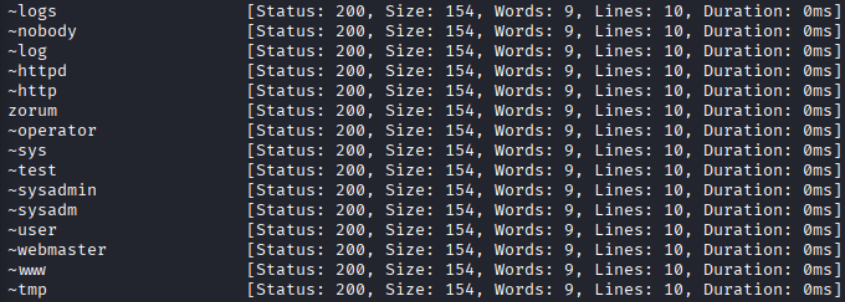 ~logs [Status: 200, Size: 154, Words: 9, Lines: 10, Duration: 0ms]
~nobody [Status: 200, Size: 154, Words: 9, Lines: 10, Duration: 0ms]
~log [Status: 200, Size: 154, Words: 9, Lines: 10, Duration: 0ms]
~httpd [Status: 200, Size: 154, Words: 9, Lines: 10, Duration: 0ms]
~http [Status: 200, Size: 154, Words: 9, Lines: 10, Duration: 0ms]
zorum [Status: 200, Size: 154, Words: 9, Lines: 10, Duration: 0ms]
~operator [Status: 200, Size: 154, Words: 9, Lines: 10, Duration: 0ms]
~sys [Status: 200, Size: 154, Words: 9, Lines: 10, Duration: 0ms]
~test [Status: 200, Size: 154, Words: 9, Lines: 10, Duration: 0ms]
~sysadmin [Status: 200, Size: 154, Words: 9, Lines: 10, Duration: 0ms]
~sysadm [Status: 200, Size: 154, Words: 9, Lines: 10, Duration: 0ms]
~user [Status: 200, Size: 154, Words: 9, Lines: 10, Duration: 0ms]
~webmaster [Status: 200, Size: 154, Words: 9, Lines: 10, Duration: 0ms]
~www [Status: 200, Size: 154, Words: 9, Lines: 10, Duration: 0ms]
~tmp [Status: 200, Size: 154, Words: 9, Lines: 10, Duration: 0ms]